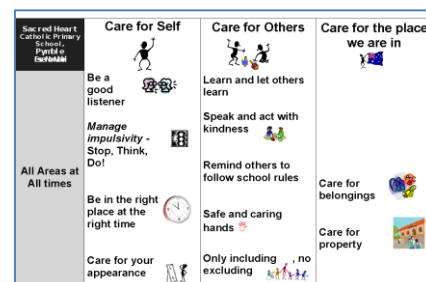 Sacred Heart
Catholic Primary
School,
Pymble
Care for Self
Care for Others
Care for the place
we are in
All Areas at
All times
Be a
good
listener
Manage
impulsivity -
Stop, Think,
Do!
Be in the right
place at the
right time
Care for your
appearance
Learn and let others
learn
Speak and act with
kindness
Remind others to
follow school rules
Safe and caring
hands
Only including , no
excluding
Care for
belongings
Care for
property